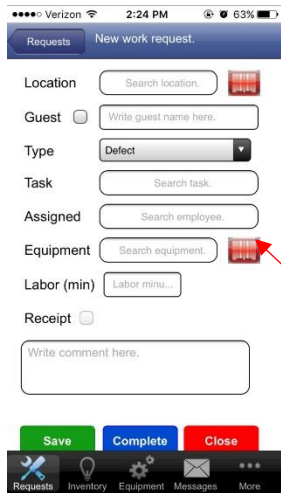 Verizon 2:24 PM 63%
Requests New work request.
Location Search location.
Guest Write guest name here.
Type Defect
Task Search task.
Assigned Search employee.
Equipment Search equipment.
Labor (min) Labor minu...
Receipt
Write comment here.
Save Complete Close
Requests Inventory Equipment Messages More